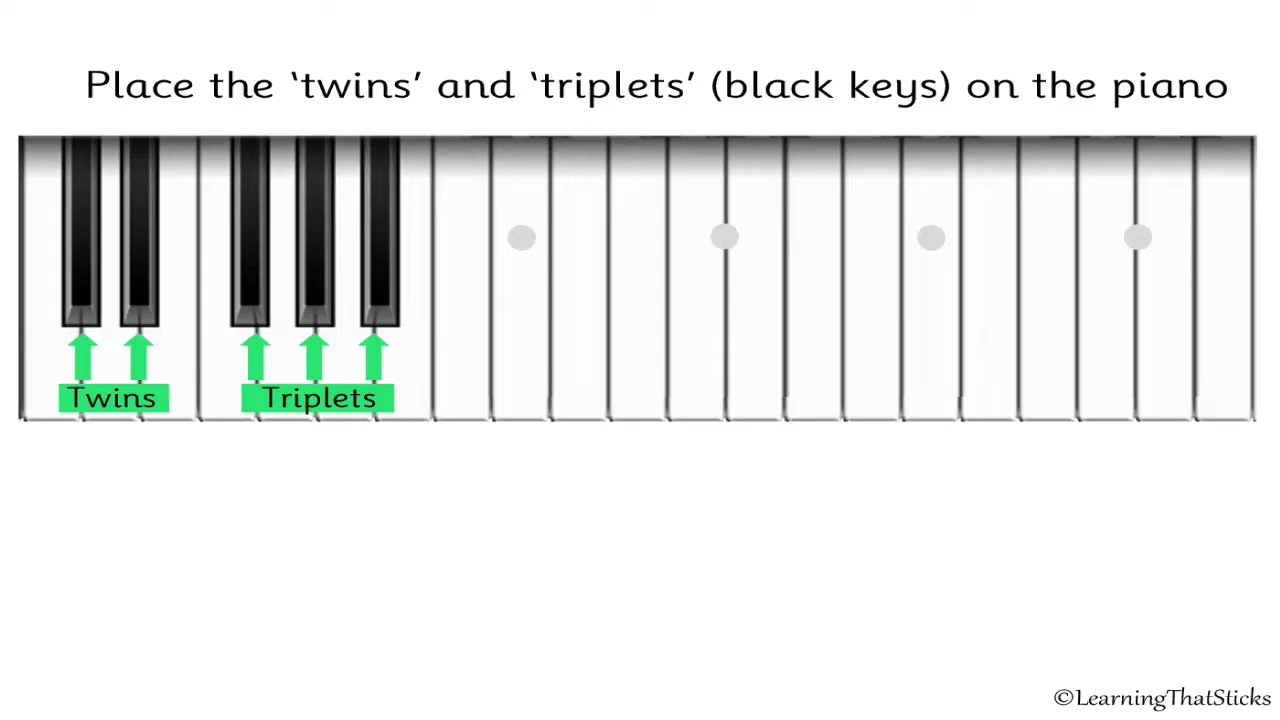 Place the ‘twins’ and ‘triplets’ (black keys) on the piano
Twins
Triplets
©LearningThatSticks